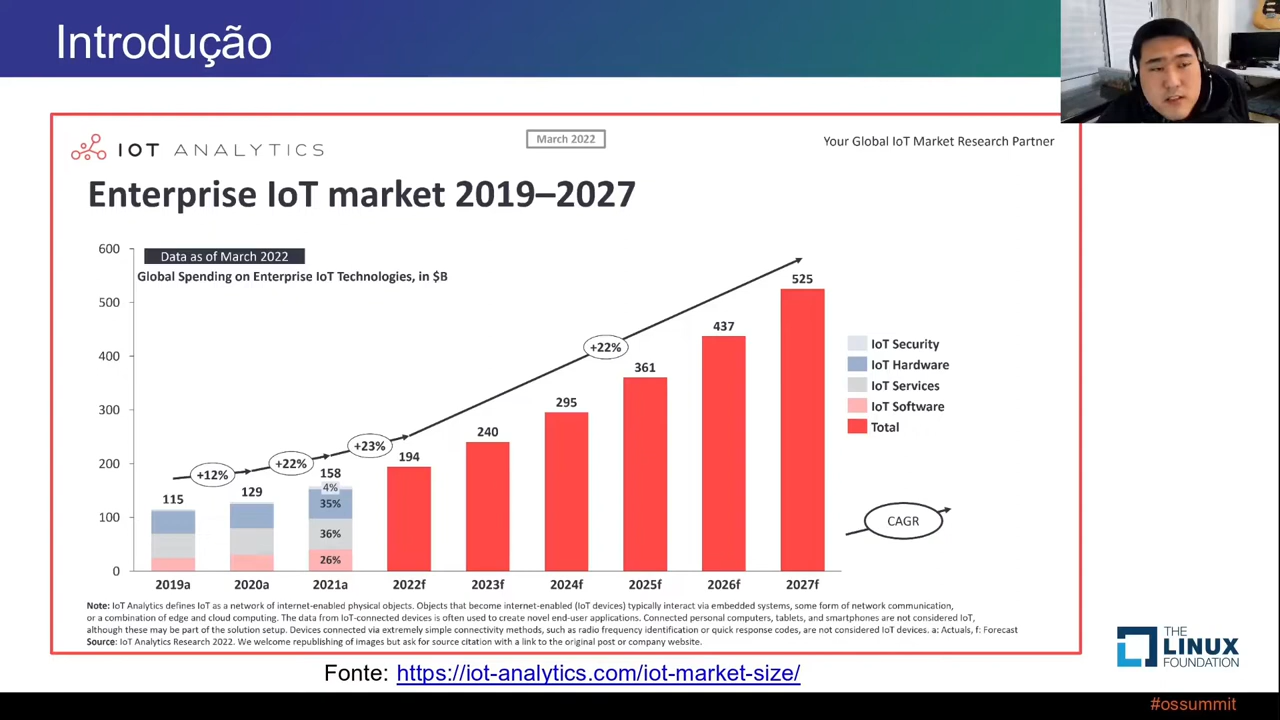 Introdução
IOT ANALYTICS
March 2022
Your Global IoT Market Research Partner
Enterprise IoT market 2019–2027
600
Data as of March 2022
Global Spending on Enterprise IoT Technologies, in $B
500
400
300
200
100
0
+12%
+22%
+23%
+22%
115
129
158
4%
35%
36%
26%
194
240
295
361
437
525
2019a
2020a
2021a
2022f
2023f
2024f
2025f
2026f
2027f
IoT Security
IoT Hardware
IoT Services
IoT Software
Total
CAGR
Note: IoT Analytics defines IoT as a network of internet-enabled physical objects. Objects that become internet-enabled (IoT devices) typically interact via embedded systems, some form of network communication,
or a combination of edge and cloud computing. The data from IoT-connected devices is often used to create novel end-user applications. Connected personal computers, tablets, and smartphones are not considered IoT,
although these may be part of the solution setup. Devices connected via extremely simple connectivity methods, such as radio frequency identification or quick response codes, are not considered IoT devices. a: Actuals, f: Forecast
Source: IoT Analytics Research 2022. We welcome republishing of images but ask for source citation with a link to the original post or company website.
Fonte: https://iot-analytics.com/iot-market-size/
THE
LINUX
FOUNDATION
#ossummit